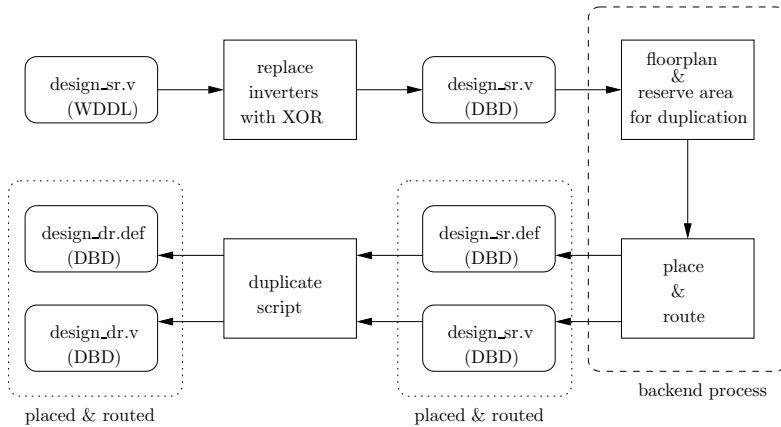 design_sr.v
(WDDL)
replace
inverters
with XOR
design_sr.v
(DBD)
floorplan
&
reserve area
for duplication
design_dr.def
(DBD)
design_dr.v
(DBD)
placed & routed
duplicate
script
design_sr.def
(DBD)
design_sr.v
(DBD)
placed & routed
place
&
route
backend process